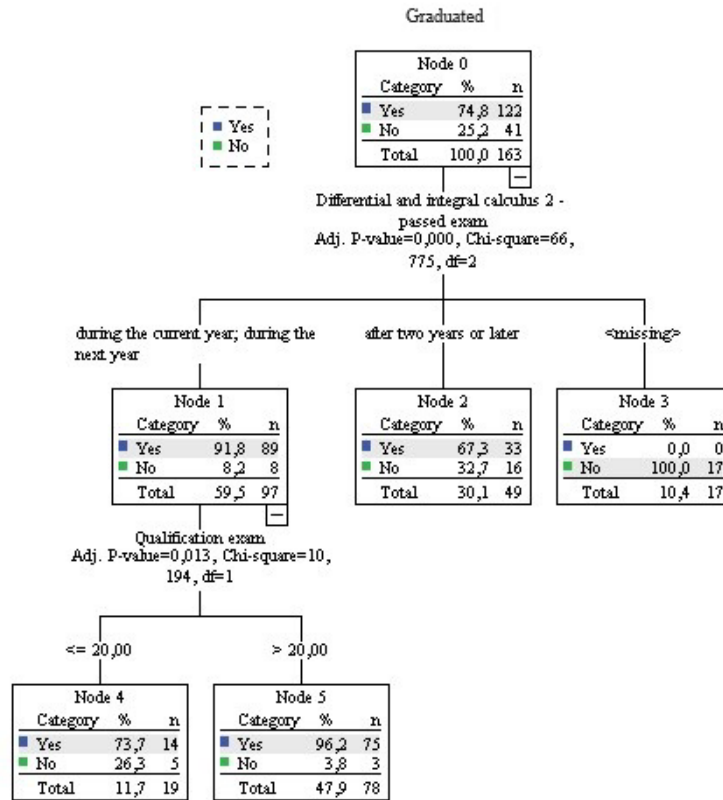 Graduated
Node 0
Category % n
Yes 74,8 122
No 25,2 41
Total 100,0 163
Yes
No
Differential and integral calculus 2 -
passed exam
Adj. P-value=0,000, Chi-square=66,
775, df=2
during the current year; during the
next year
after two years or later
<missing>
Node 1
Category % n
Yes 91,8 89
No 8,2 8
Total 59,5 97
Node 2
Category % n
Yes 67,3 33
No 32,7 16
Total 30,1 49
Node 3
Category % n
Yes 0,0 0
No 100,0 17
Total 10,4 17
Qualification exam
Adj. P-value=0,013, Chi-square=10,
194, df=1
<= 20,00
> 20,00
Node 4
Category % n
Yes 73,7 14
No 26,3 5
Total 11,7 19
Node 5
Category % n
Yes 96,2 75
No 3,8 3
Total 47,9 78